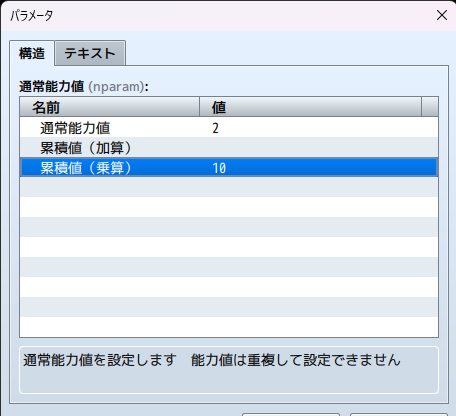 パラメータ
構造 テキスト
通常能力値 (nparam):
名前 値
通常能力値 2
累積値（加算）
累積値（乗算） 10
通常能力値を設定します　能力値は重複して設定できません